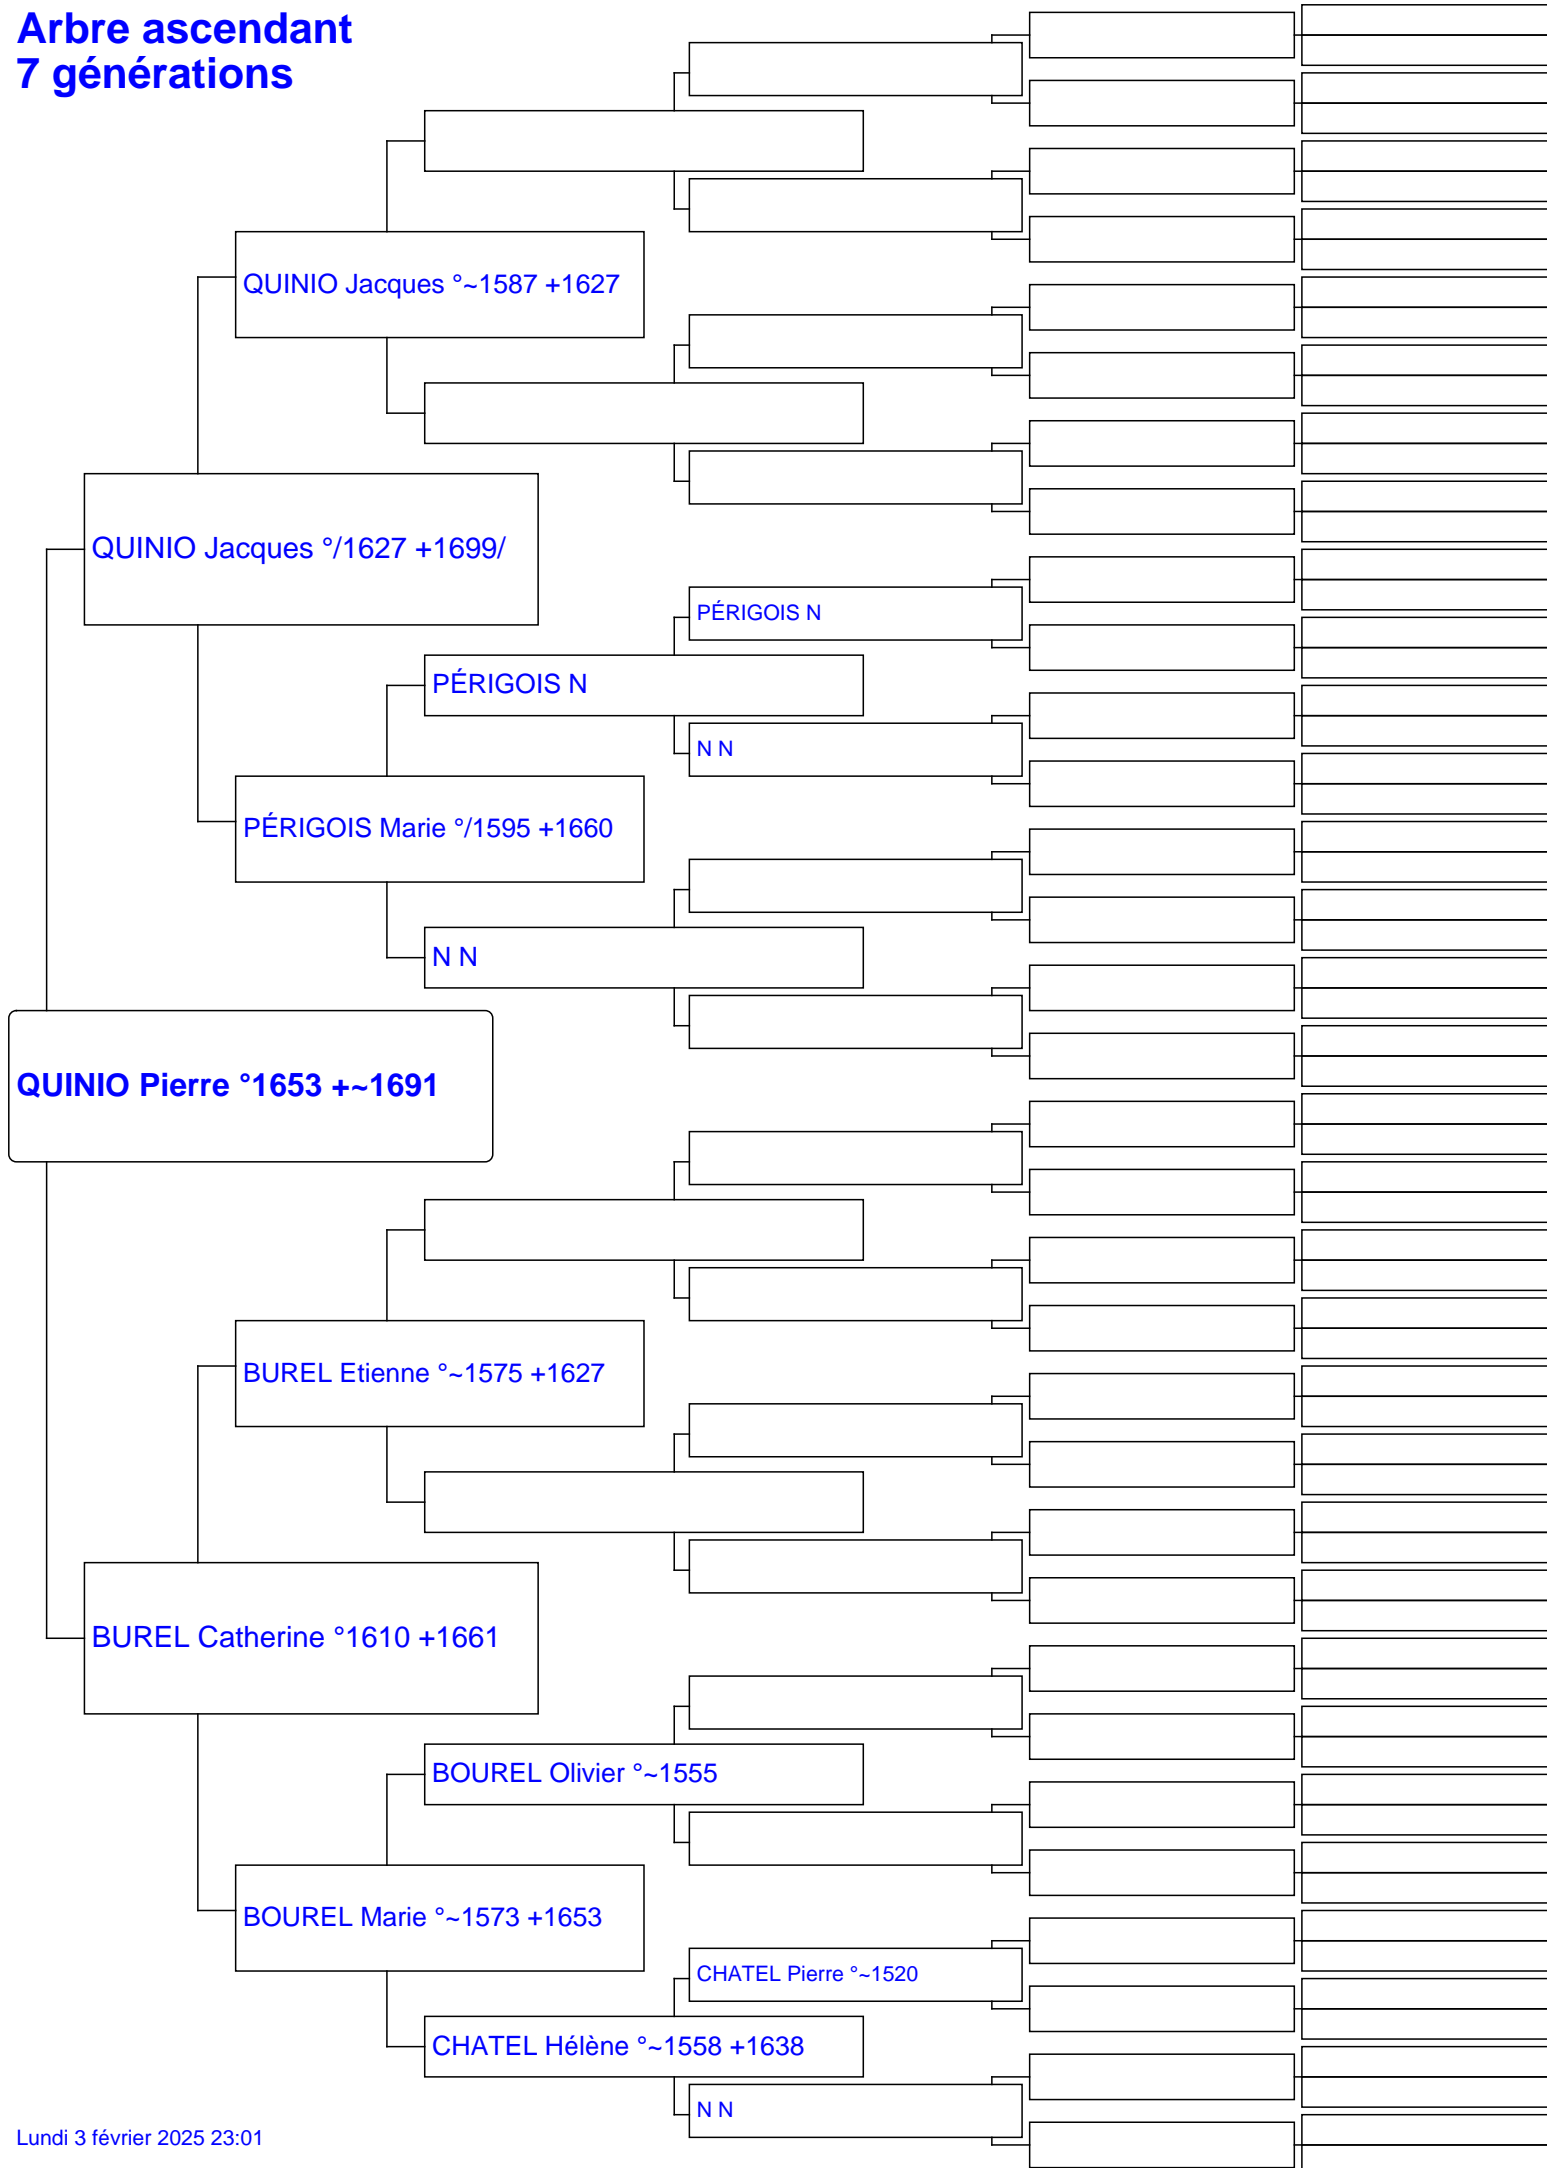 Arbre ascendant
7 générations
QUINIO Jacques °~1587 +1627
QUINIO Jacques °/1627 +1699/
PÉRIGOIS N
PÉRIGOIS N
N N
PÉRIGOIS Marie °/1595 +1660
N N
QUINIO Pierre °1653 +~1691
BUREL Etienne °~1575 +1627
BUREL Catherine °1610 +1661
BOUREL Olivier °~1555
BOUREL Marie °~1573 +1653
CHATEL Pierre °~1520
CHATEL Hélène °~1558 +1638
N N
Lundi 3 février 2025 23:01